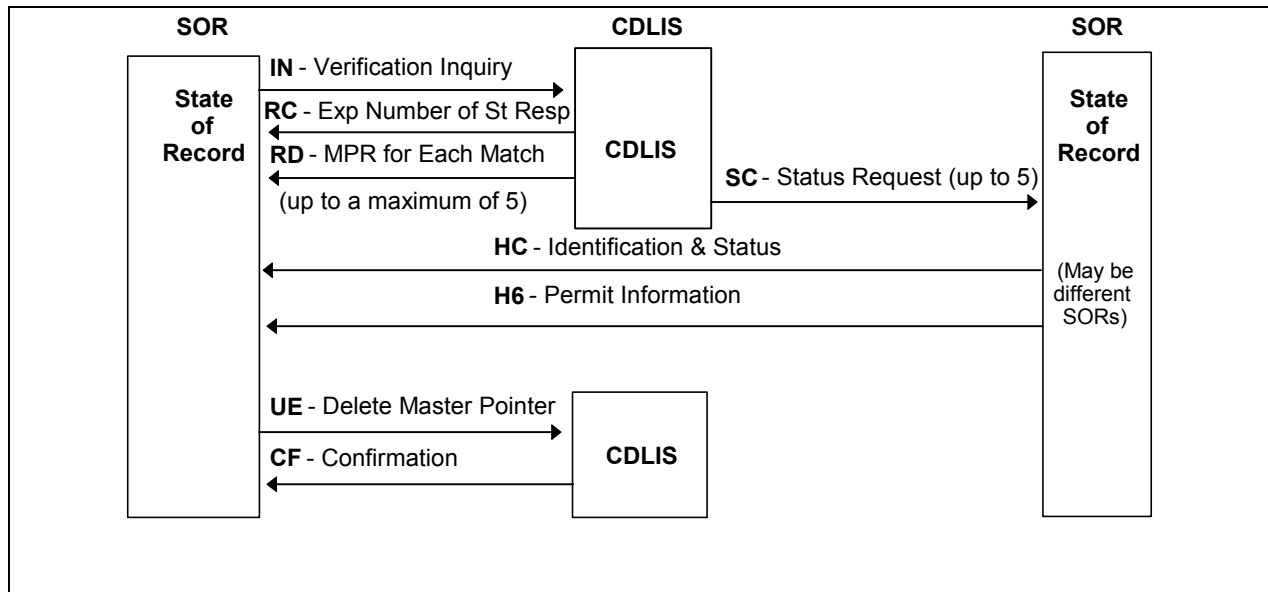 SOR
CDLIS
SOR
State
of
Record
IN - Verification Inquiry
RC - Exp Number of St Resp
RD - MPR for Each Match
(up to a maximum of 5)
CDLIS
SC - Status Request (up to 5)
State
of
Record
HC - Identification & Status
H6 - Permit Information
(May be
different
SORs)
UE - Delete Master Pointer
CF - Confirmation
CDLIS